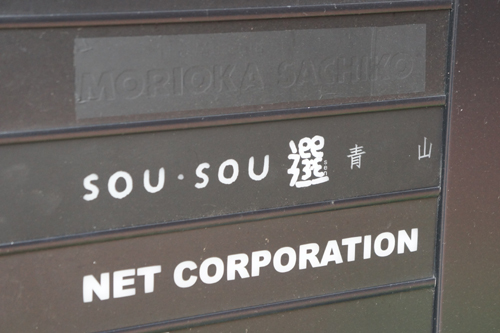 MORIOKA SACHIKO
SOU·SOU 選 青 山
NET CORPORATION